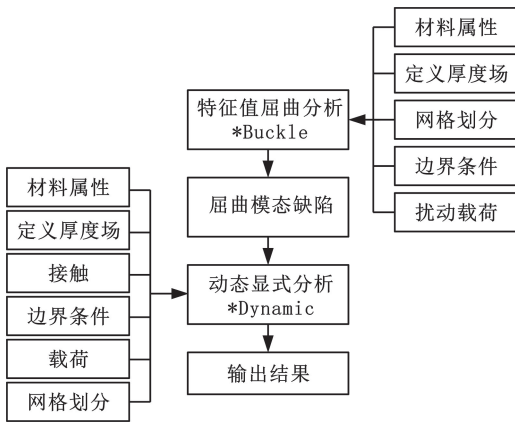 材料属性
定义厚度场
网格划分
边界条件
扰动载荷
特征值屈曲分析
*Buckle
屈曲模态缺陷
动态显式分析
*Dynamic
输出结果
材料属性
定义厚度场
接触
边界条件
载荷
网格划分